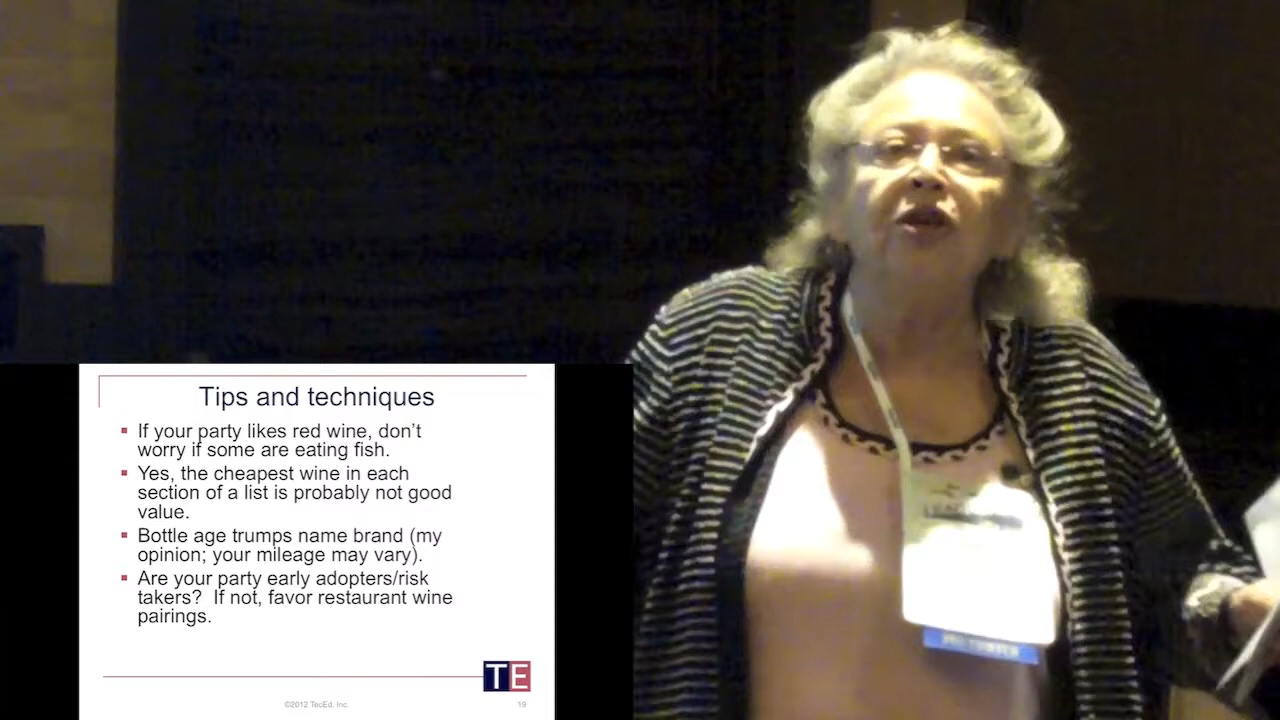 Tips and techniques
If your party likes red wine, don't
worry if some are eating fish.
Yes, the cheapest wine in each
section of a list is probably not good
value.
Bottle age trumps name brand (my
opinion; your mileage may vary).
Are your party early adopters/risk
takers?  If not, favor restaurant wine
pairings.
TE
©2012 TecEd. Inc.
19